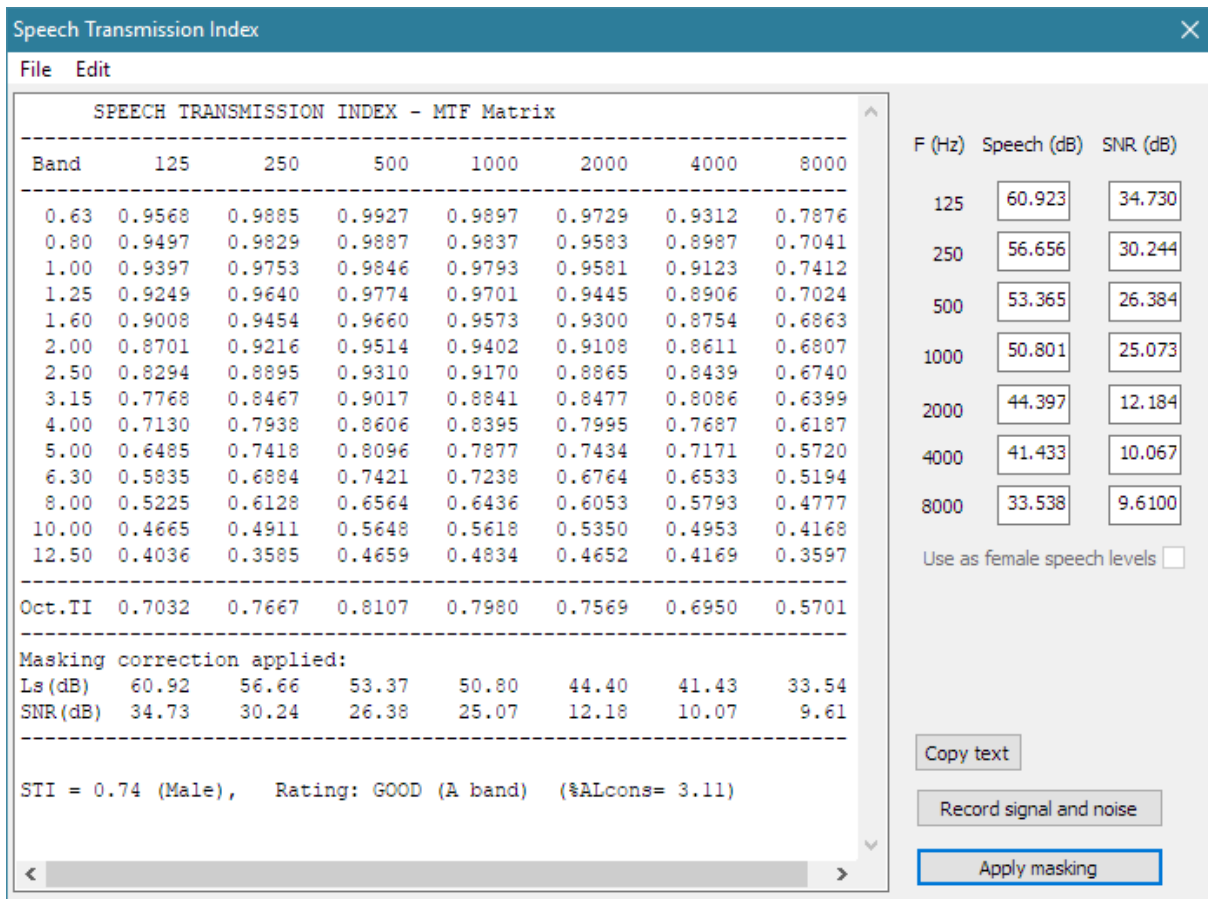 Speech Transmission Index
File Edit
SPEECH TRANSMISSION INDEX - MTF Matrix
--------------------------------------------------------------------
Band 125 250 500 1000 2000 4000 8000
--------------------------------------------------------------------
0.63 0.9568 0.9885 0.9927 0.9897 0.9729 0.9312 0.7876
0.80 0.9497 0.9829 0.9887 0.9837 0.9583 0.8987 0.7041
1.00 0.9397 0.9753 0.9846 0.9793 0.9581 0.9123 0.7412
1.25 0.9249 0.9640 0.9774 0.9701 0.9445 0.8906 0.7024
1.60 0.9008 0.9454 0.9660 0.9573 0.9300 0.8754 0.6863
2.00 0.8701 0.9216 0.9514 0.9402 0.9108 0.8611 0.6807
2.50 0.8294 0.8895 0.9310 0.9170 0.8865 0.8439 0.6740
3.15 0.7768 0.8467 0.9017 0.8841 0.8477 0.8086 0.6399
4.00 0.7130 0.7938 0.8606 0.8395 0.7995 0.7687 0.6187
5.00 0.6485 0.7418 0.8096 0.7877 0.7434 0.7171 0.5720
6.30 0.5835 0.6884 0.7421 0.7238 0.6764 0.6533 0.5194
8.00 0.5225 0.6128 0.6564 0.6436 0.6053 0.5793 0.4777
10.00 0.4665 0.4911 0.5648 0.5618 0.5350 0.4953 0.4168
12.50 0.4036 0.3585 0.4659 0.4834 0.4652 0.4169 0.3597
--------------------------------------------------------------------
Oct.TI 0.7032 0.7667 0.8107 0.7980 0.7569 0.6950 0.5701
--------------------------------------------------------------------
Masking correction applied:
Ls(dB) 60.92 56.66 53.37 50.80 44.40 41.43 33.54
SNR(dB) 34.73 30.24 26.38 25.07 12.18 10.07 9.61
--------------------------------------------------------------------
STI = 0.74 (Male), Rating: GOOD (A band) (%ALcons= 3.11)
F (Hz) Speech (dB) SNR (dB)
125 60.923 34.730
250 56.656 30.244
500 53.365 26.384
1000 50.801 25.073
2000 44.397 12.184
4000 41.433 10.067
8000 33.538 9.6100
Use as female speech levels
Copy text
Record signal and noise
Apply masking